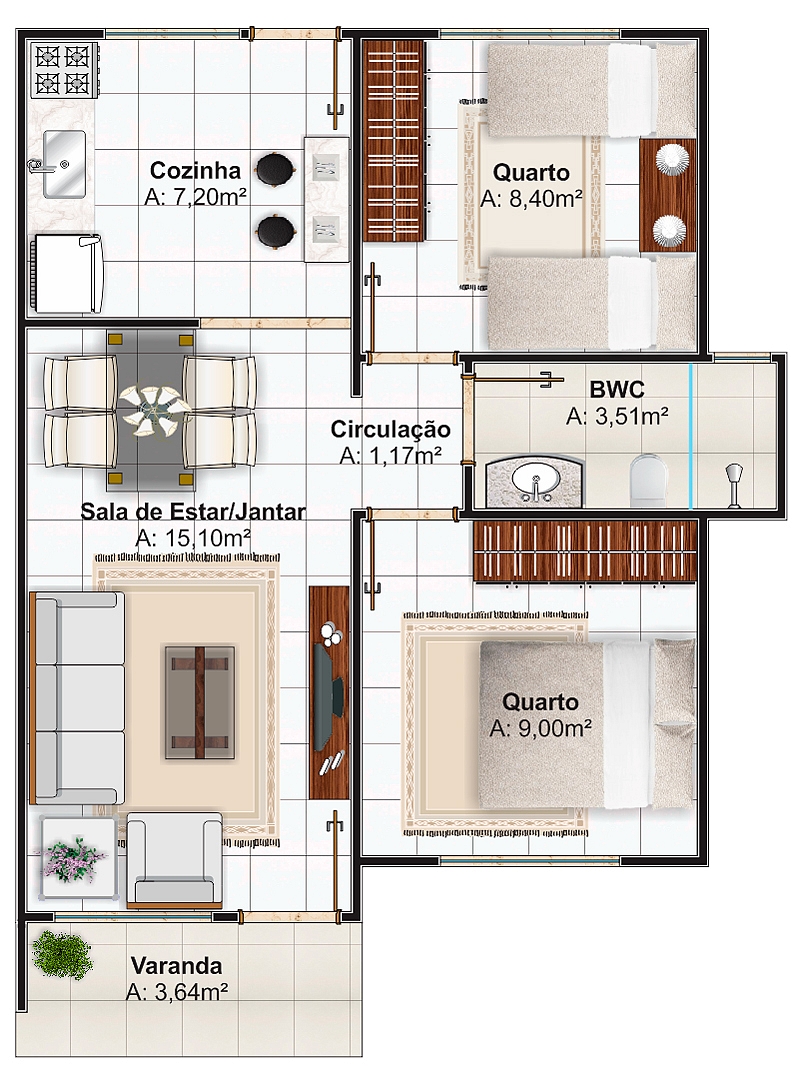 Cozinha
A: 7,20m²
Quarto
A: 8,40m²
BWC
A: 3,51m²
Circulação
A: 1,17m²
Sala de Estar/Jantar
A: 15,10m²
Quarto
A: 9,00m²
Varanda
A: 3,64m²